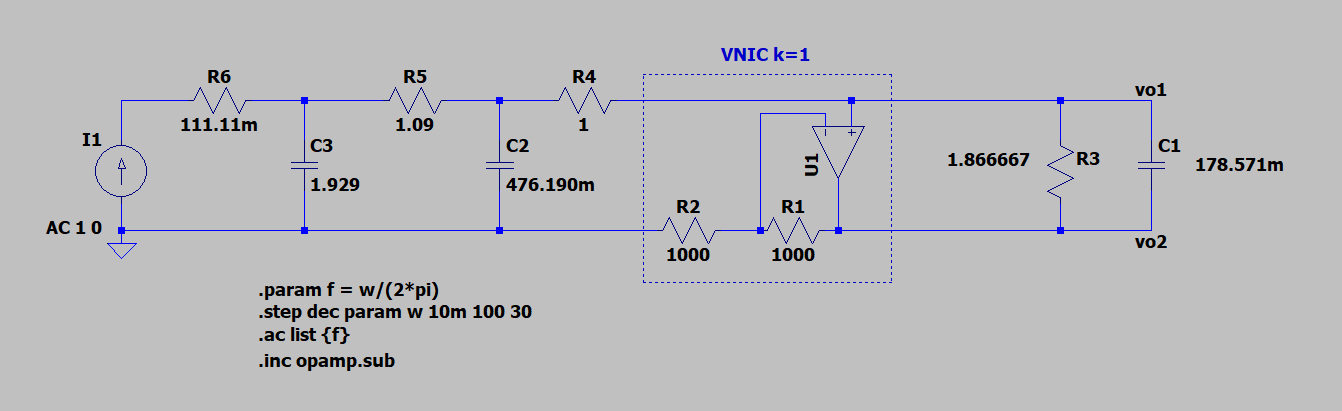 VNIC k=1
R6
R5
R4
111.11m
1.09
1
vo1
I1
C3
C2
U1
- +
1.866667
R3
C1
1.929
476.190m
178.571m
R2
R1
AC 1 0
1000
1000
vo2
.param f = w/(2*pi)
.step dec param w 10m 100 30
.ac list {f}
.inc opamp.sub